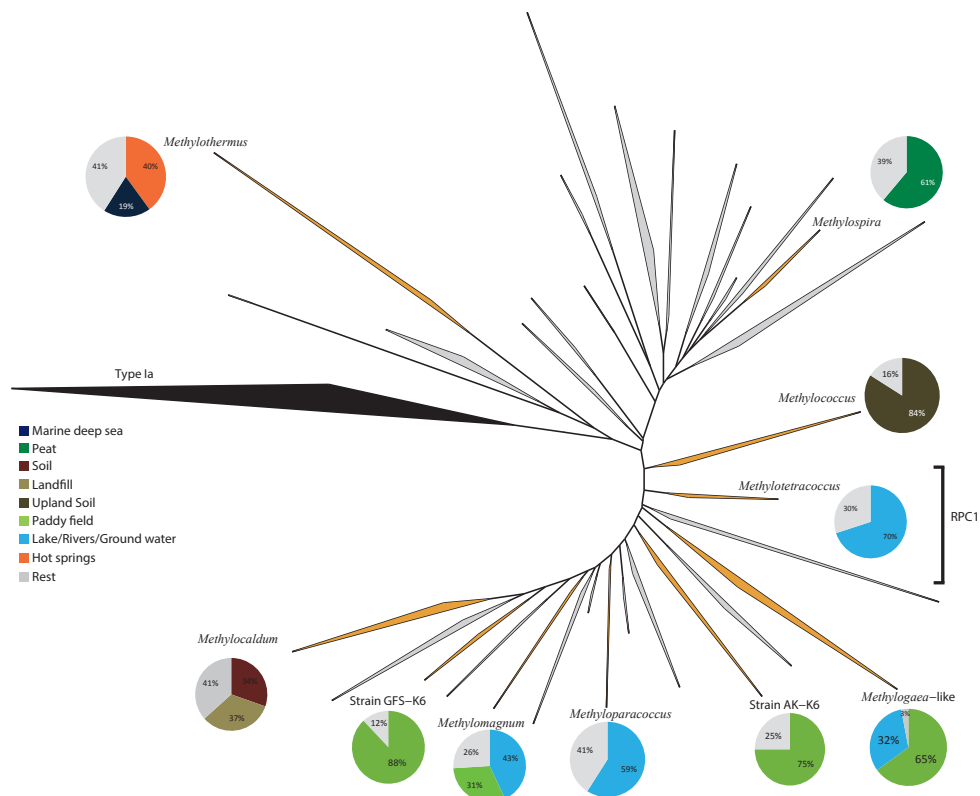 Methylothermus
41%
40%
19%
39%
61%
Methylospira
Type Ia
16%
84%
Methylococcus
Marine deep sea
Peat
Soil
Landfill
Upland Soil
Paddy field
Lake/Rivers/Ground water
Hot springs
Rest
Methylotetracoccus
30%
70%
RPC1
Methylocaldum
41%
37%
Strain GFS–K6
12%
88%
Methylomagnum
26%
43%
31%
Methyloparacoccus
41%
59%
Strain AK–K6
25%
75%
Methylogaea–like
3%
32%
65%